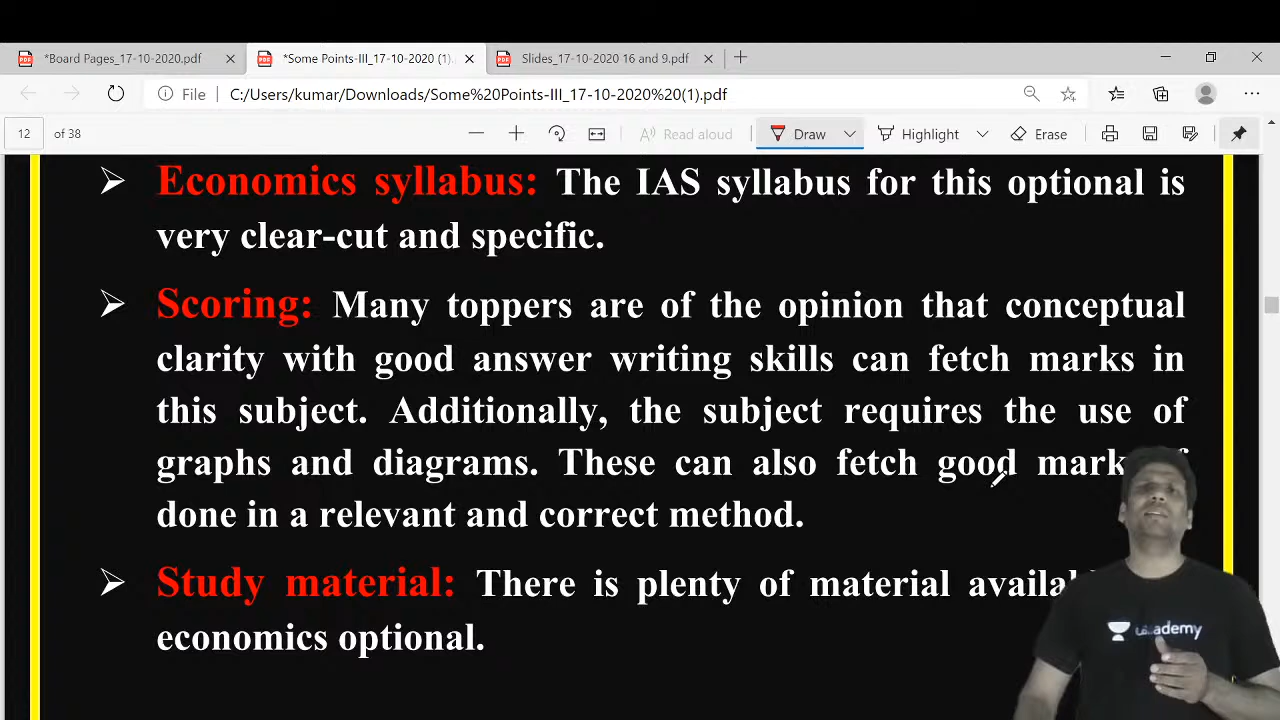 *Board Pages_17-10-2020.pdf
*Some Points-III_17-10-2020 (1).
Slides_17-10-2020 16 and 9.pdf
File C:/Users/kumar/Downloads/Some%20Points-III_17-10-2020%20(1).pdf
12 of 38 Read aloud Draw Highlight Erase
Economics syllabus: The IAS syllabus for this optional is
very clear-cut and specific.
Scoring: Many toppers are of the opinion that conceptual
clarity with good answer writing skills can fetch marks in
this subject. Additionally, the subject requires the use of
graphs and diagrams. These can also fetch good
done in a relevant and correct method.
Study material: There is plenty of material
economics optional.